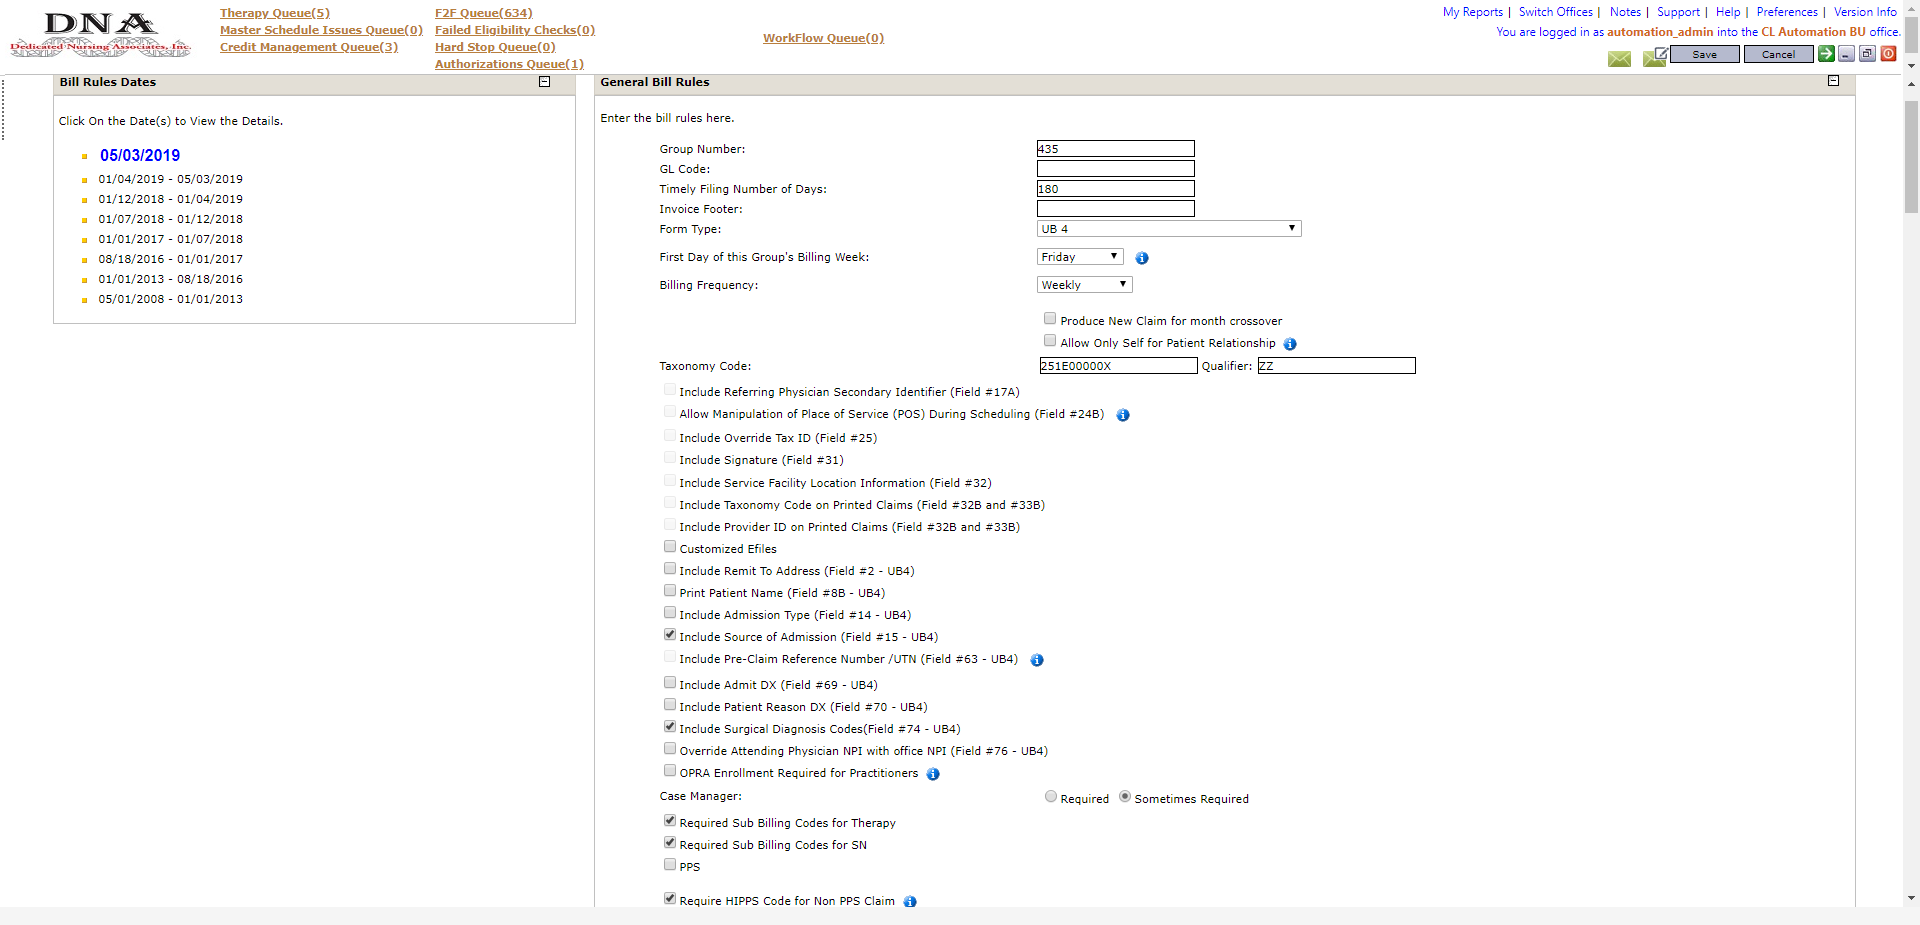 DNA
Dedicated Nursing Associates, Inc.
Therapy Queue(5)
Master Schedule Issues Queue(0)
Credit Management Queue(3)
F2F Queue(634)
Failed Eligibility Checks(0)
Hard Stop Queue(0)
Authorizations Queue(1)
WorkFlow Queue(0)
My Reports | Switch Offices | Notes | Support | Help | Preferences | Version Info
You are logged in as automation_admin into the CL Automation BU office.
Save Cancel
Bill Rules Dates
Click On the Date(s) to View the Details.
05/03/2019
01/04/2019 - 05/03/2019
01/12/2018 - 01/04/2019
01/07/2018 - 01/12/2018
01/01/2017 - 01/07/2018
08/18/2016 - 01/01/2017
01/01/2013 - 08/18/2016
05/01/2008 - 01/01/2013
General Bill Rules
Enter the bill rules here.
Group Number: 435
GL Code:
Timely Filing Number of Days: 180
Invoice Footer:
Form Type: UB 4
First Day of this Group's Billing Week: Friday
Billing Frequency: Weekly
Produce New Claim for month crossover
Allow Only Self for Patient Relationship
Taxonomy Code: 251E00000X Qualifier: ZZ
Include Referring Physician Secondary Identifier (Field #17A)
Allow Manipulation of Place of Service (POS) During Scheduling (Field #24B)
Include Override Tax ID (Field #25)
Include Signature (Field #31)
Include Service Facility Location Information (Field #32)
Include Taxonomy Code on Printed Claims (Field #32B and #33B)
Include Provider ID on Printed Claims (Field #32B and #33B)
Customized Efiles
Include Remit To Address (Field #2 - UB4)
Print Patient Name (Field #8B - UB4)
Include Admission Type (Field #14 - UB4)
Include Source of Admission (Field #15 - UB4)
Include Pre-Claim Reference Number /UTN (Field #63 - UB4)
Include Admit DX (Field #69 - UB4)
Include Patient Reason DX (Field #70 - UB4)
Include Surgical Diagnosis Codes(Field #74 - UB4)
Override Attending Physician NPI with office NPI (Field #76 - UB4)
OPRA Enrollment Required for Practitioners
Case Manager: Required Sometimes Required
Required Sub Billing Codes for Therapy
Required Sub Billing Codes for SN
PPS
Require HIPPS Code for Non PPS Claim